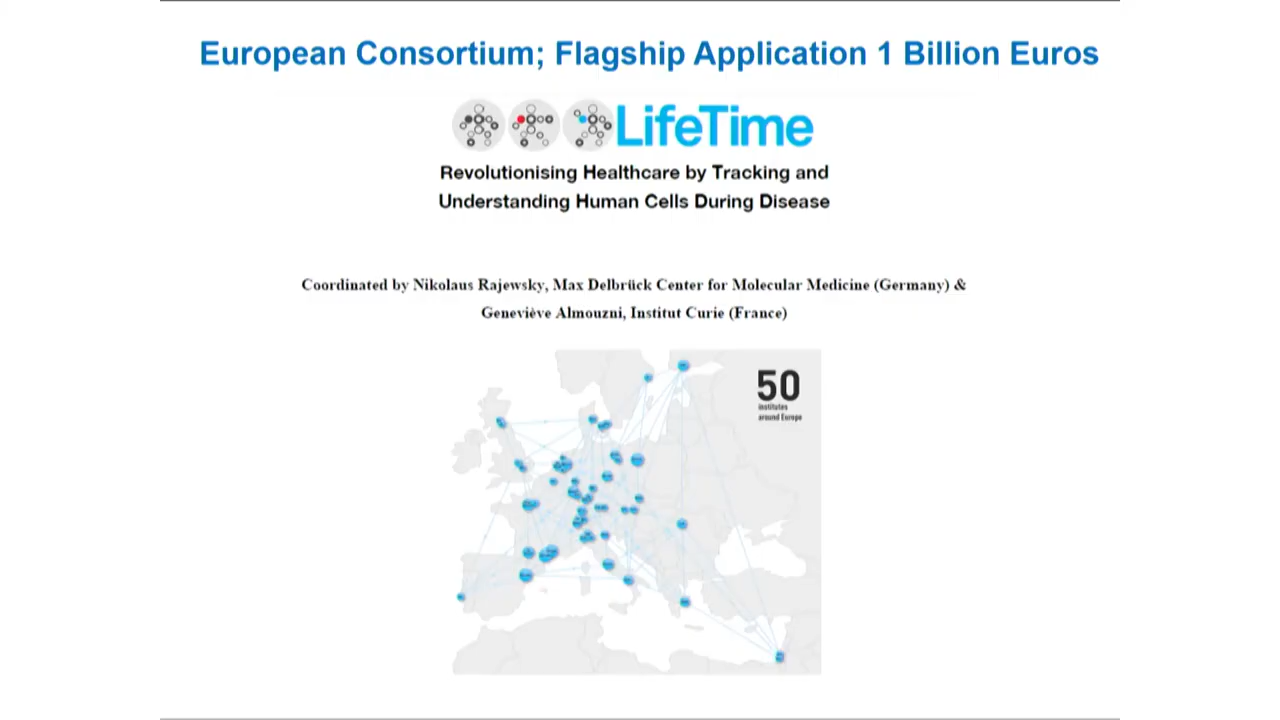 European Consortium; Flagship Application 1 Billion Euros
LifeTime
Revolutionising Healthcare by Tracking and
Understanding Human Cells During Disease
Coordinated by Nikolaus Rajewsky, Max Delbrück Center for Molecular Medicine (Germany) &
Geneviève Almouzni, Institut Curie (France)
50
institutes
around Europe